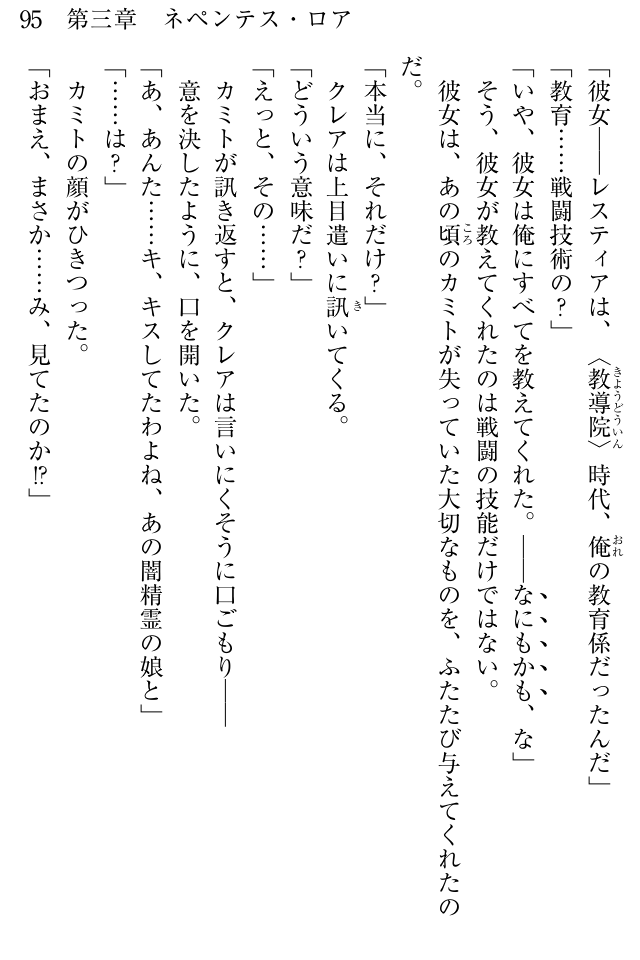 95　第三章　ネペンテス・ロア
「彼女――レスティアは、〈教導院〉時代、俺の教育係だったんだ」
「教育……戦闘技術の？」
「いや、彼女は俺にすべてを教えてくれた。――なにもかも、な」
　そう、彼女が教えてくれたのは戦闘の技能だけではない。
　彼女は、あの頃のカミトが失っていた大切なものを、ふたたび与えてくれたの
だ。
「本当に、それだけ？」
　クレアは上目遣いに訊いてくる。
「どういう意味だ？」
「えっと、その……」
　カミトが訊き返すと、クレアは言いにくそうに口ごもり――
　意を決したように、口を開いた。
「あ、あんた……キ、キスしてたわよね、あの闇精霊の娘と」
「……は？」
　カミトの顔がひきつった。
「おまえ、まさか……み、見てたのか!?」